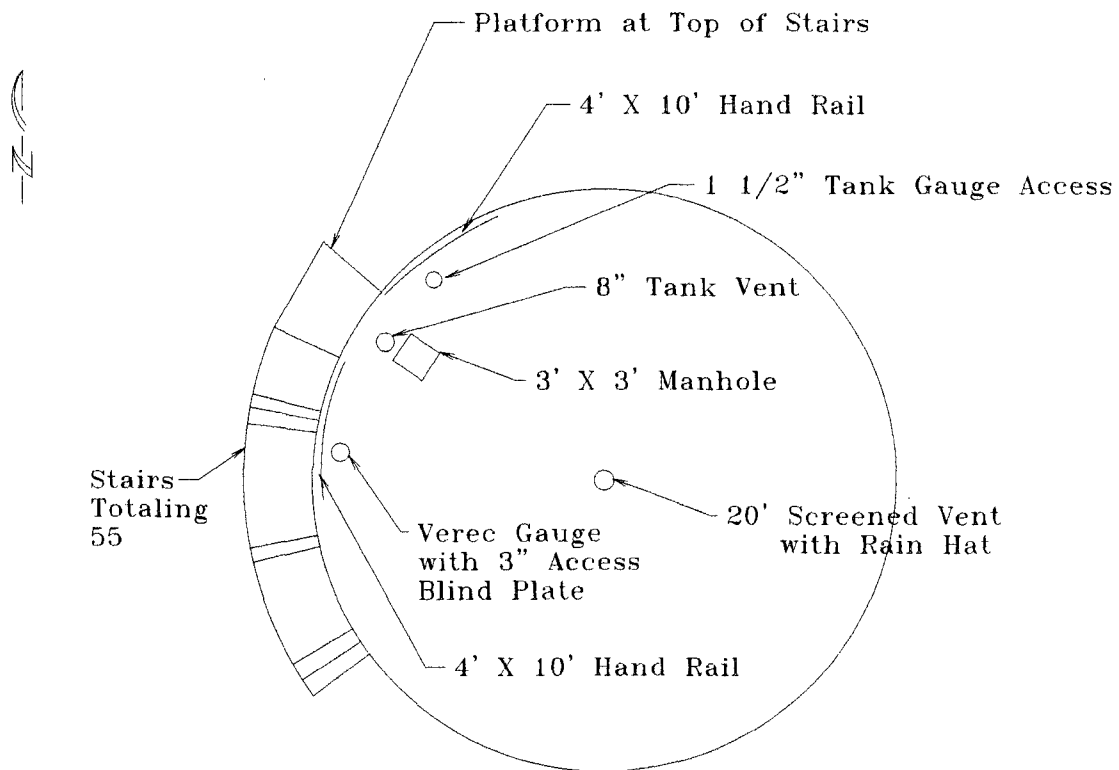 Platform at Top of Stairs
4' X 10' Hand Rail
1 1/2" Tank Gauge Access
8" Tank Vent
3' X 3' Manhole
Stairs
Totaling
55
20' Screened Vent
with Rain Hat
Verec Gauge
with 3" Access
Blind Plate
4' X 10' Hand Rail
N